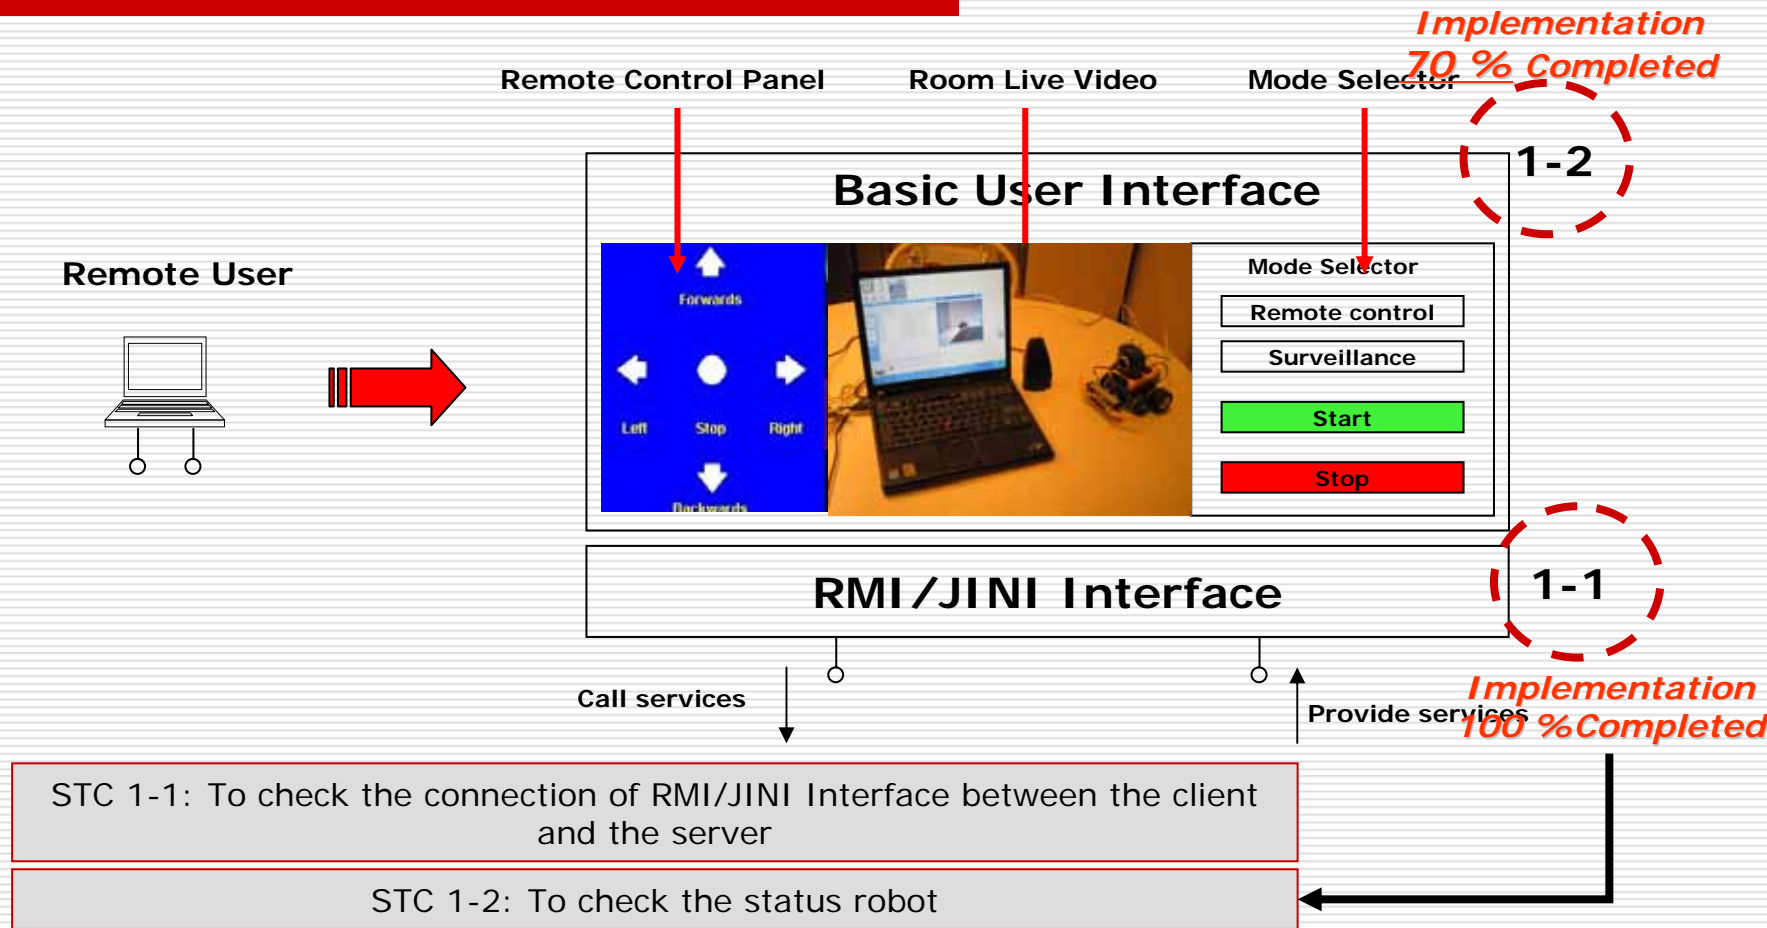 Implementation
70 % Completed
Remote Control Panel
Room Live Video
Mode Selector
1-2
Basic User Interface
Remote User
Forwards
Left
Stop
Right
Backwards
Mode Selector
Remote control
Surveillance
Start
Stop
RMI/JINI Interface
1-1
Call services
Provide services
Implementation
100 %Completed
STC 1-1: To check the connection of RMI/JINI Interface between the client
and the server
STC 1-2: To check the status robot